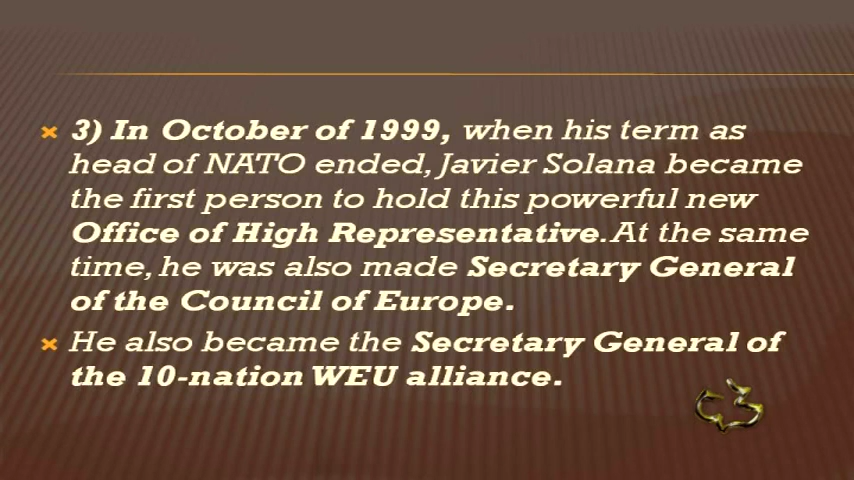 3) In October of 1999, when his term as
head of NATO ended, Javier Solana became
the first person to hold this powerful new
Office of High Representative. At the same
time, he was also made Secretary General
of the Council of Europe.
He also became the Secretary General of
the 10-nation WEU alliance.